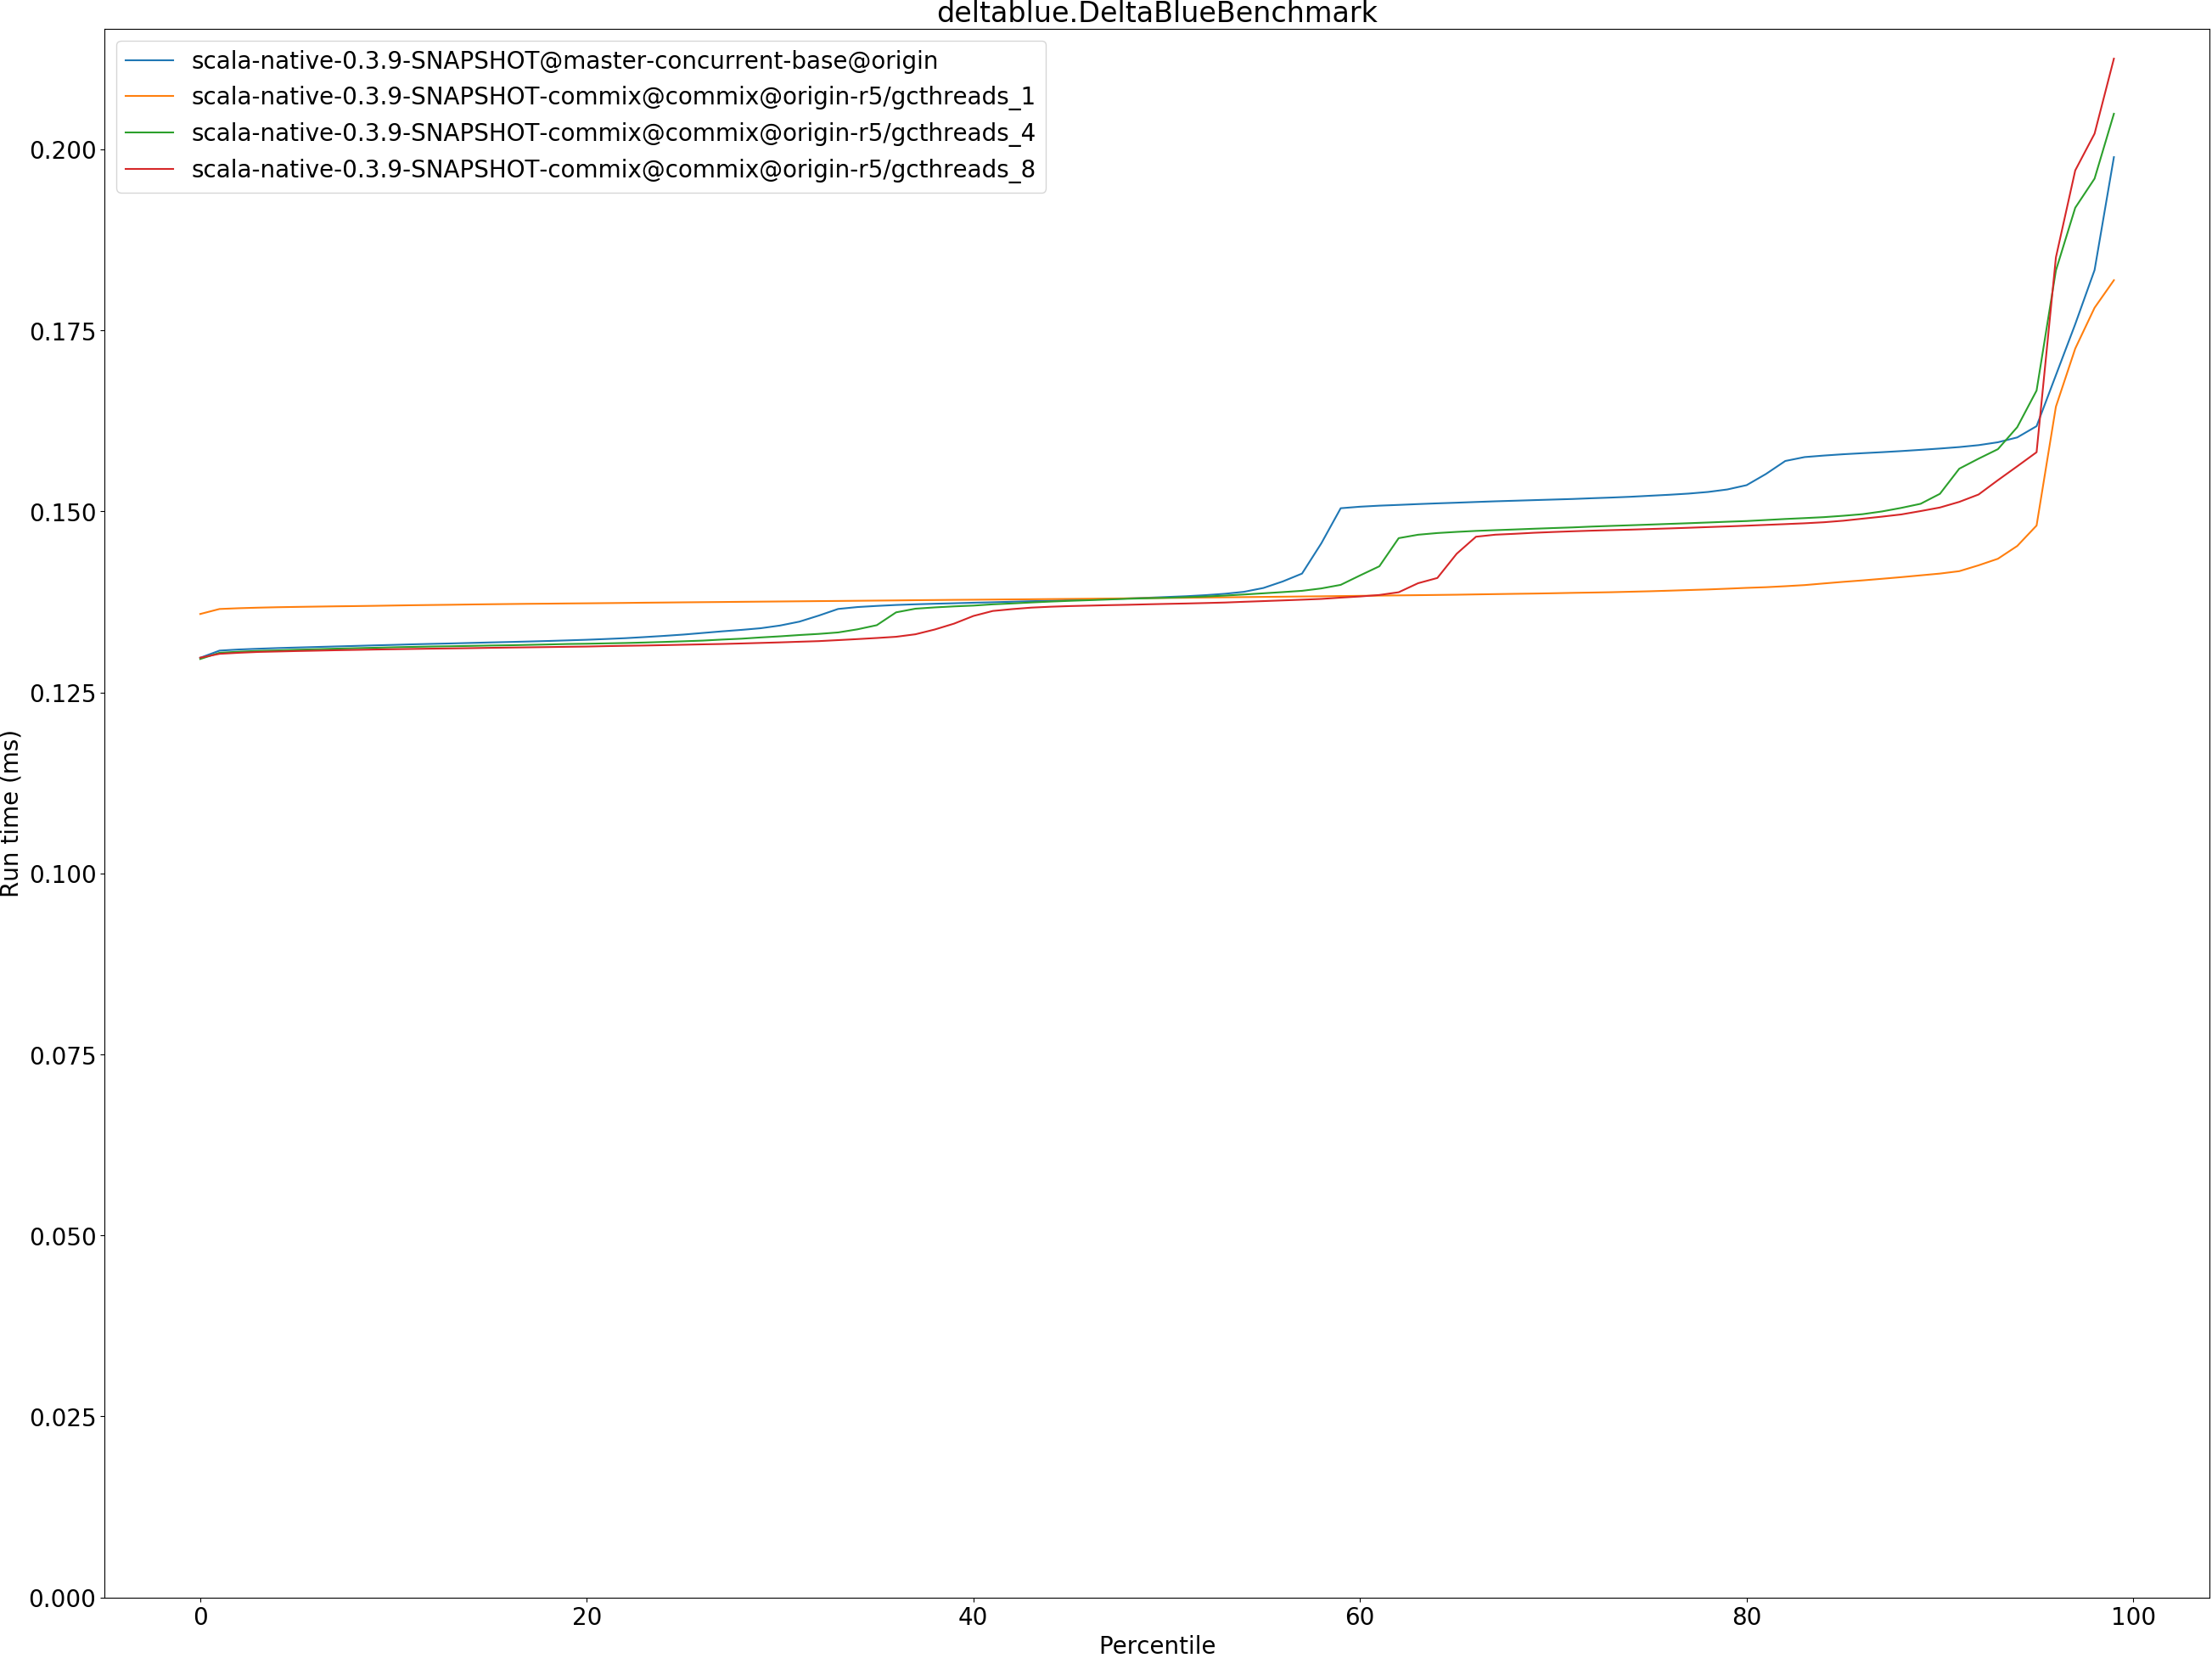 deltablue.DeltaBlueBenchmark
scala-native-0.3.9-SNAPSHOT@master-concurrent-base@origin
scala-native-0.3.9-SNAPSHOT-commix@commix@origin-r5/gcthreads_1
scala-native-0.3.9-SNAPSHOT-commix@commix@origin-r5/gcthreads_4
scala-native-0.3.9-SNAPSHOT-commix@commix@origin-r5/gcthreads_8
0.200
0.175
0.150
0.125
0.100
0.075
0.050
0.025
0.000
Run time (ms)
0 20 40 60 80 100
Percentile